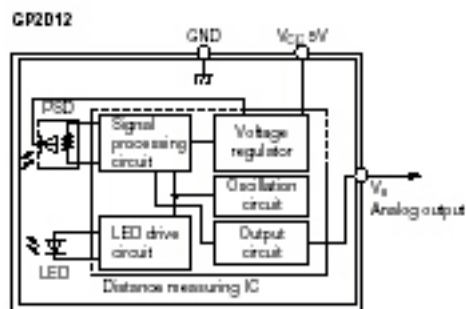 GP2D12
GND
VCC 5V
PSD
Signal
processing
circuit
Voltage
regulator
Oscillation
circuit
LED drive
circuit
Output
circuit
LED
Distance measuring IC
Vo
Analog output